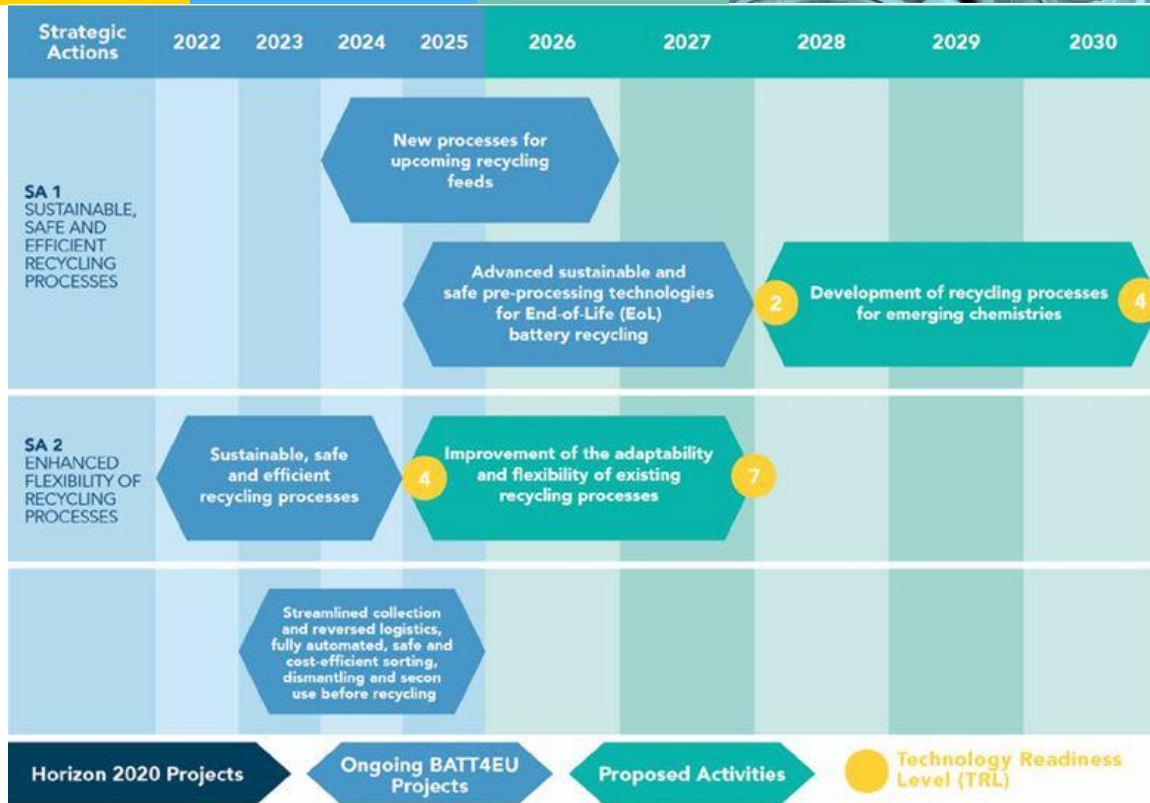 Strategic
Actions
2022
2023
2024
2025
2026
2027
2028
2029
2030
SA 1
SUSTAINABLE,
SAFE AND
EFFICIENT
RECYCLING
PROCESSES
New processes for
upcoming recycling
feeds
Advanced sustainable and
safe pre-processing technologies
for End-of-Life (EoL)
battery recycling
2
Development of recycling processes
for emerging chemistries
4
SA 2
ENHANCED
FLEXIBILITY OF
RECYCLING
PROCESSES
Sustainable, safe
and efficient
recycling processes
4
Improvement of the adaptability
and flexibility of existing
recycling processes
7
Streamlined collection
and reversed logistics,
fully automated, safe and
cost-efficient sorting,
dismantling and secon
use before recycling
Horizon 2020 Projects
Ongoing BATT4EU
Projects
Proposed Activities
Technology Readiness
Level (TRL)